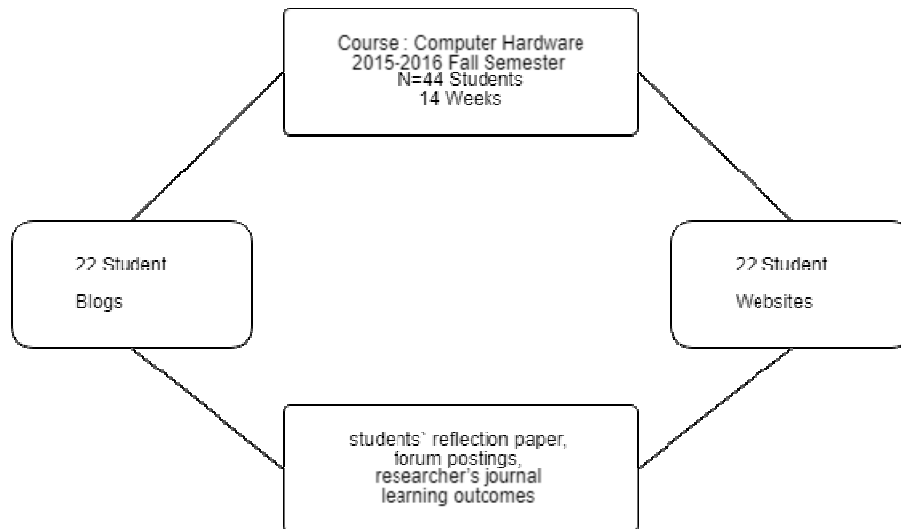 Course : Computer Hardware
2015-2016 Fall Semester
N=44 Students
14 Weeks
22 Student
Blogs
22 Student
Websites
students` reflection paper,
forum postings,
researcher's journal
learning outcomes